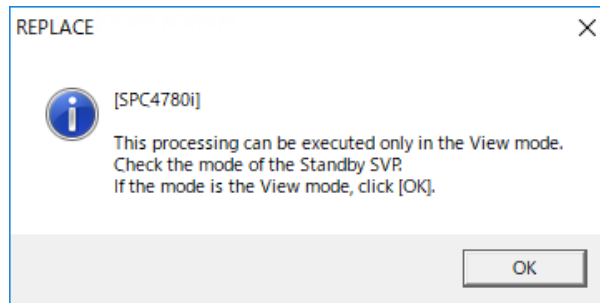 REPLACE
[SPC4780i]
This processing can be executed only in the View mode.
Check the mode of the Standby SVP.
If the mode is the View mode, click [OK].
OK